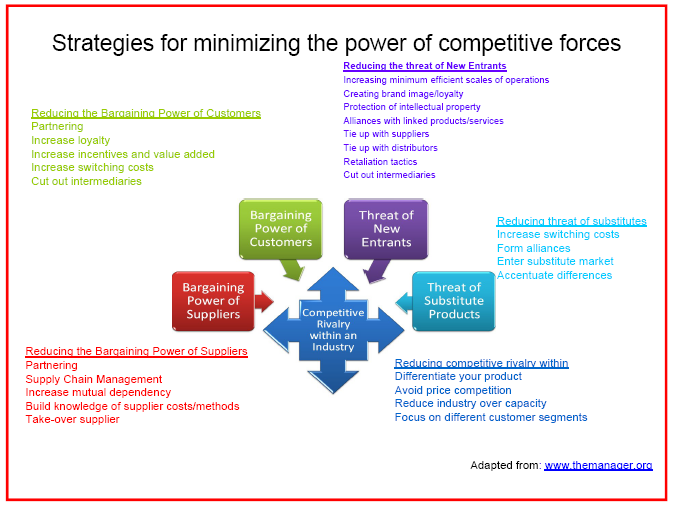 Strategies for minimizing the power of competitive forces
Reducing the threat of New Entrants
Increasing minimum efficient scales of operations
Creating brand image/loyalty
Protection of intellectual property
Alliances with linked products/services
Tie up with suppliers
Tie up with distributors
Retaliation tactics
Cut out intermediaries
Reducing the Bargaining Power of Customers
Partnering
Increase loyalty
Increase incentives and value added
Increase switching costs
Cut out intermediaries
Bargaining
Power of
Customers
Threat of
New
Entrants
Reducing threat of substitutes
Increase switching costs
Form alliances
Enter substitute market
Accentuate differences
Bargaining
Power of
Suppliers
Competitive
Rivalry
within an
Industry
Threat of
Substitute
Products
Reducing the Bargaining Power of Suppliers
Partnering
Supply Chain Management
Increase mutual dependency
Build knowledge of supplier costs/methods
Take-over supplier
Reducing competitive rivalry within
Differentiate your product
Avoid price competition
Reduce industry over capacity
Focus on different customer segments
Adapted from: www.themanager.org